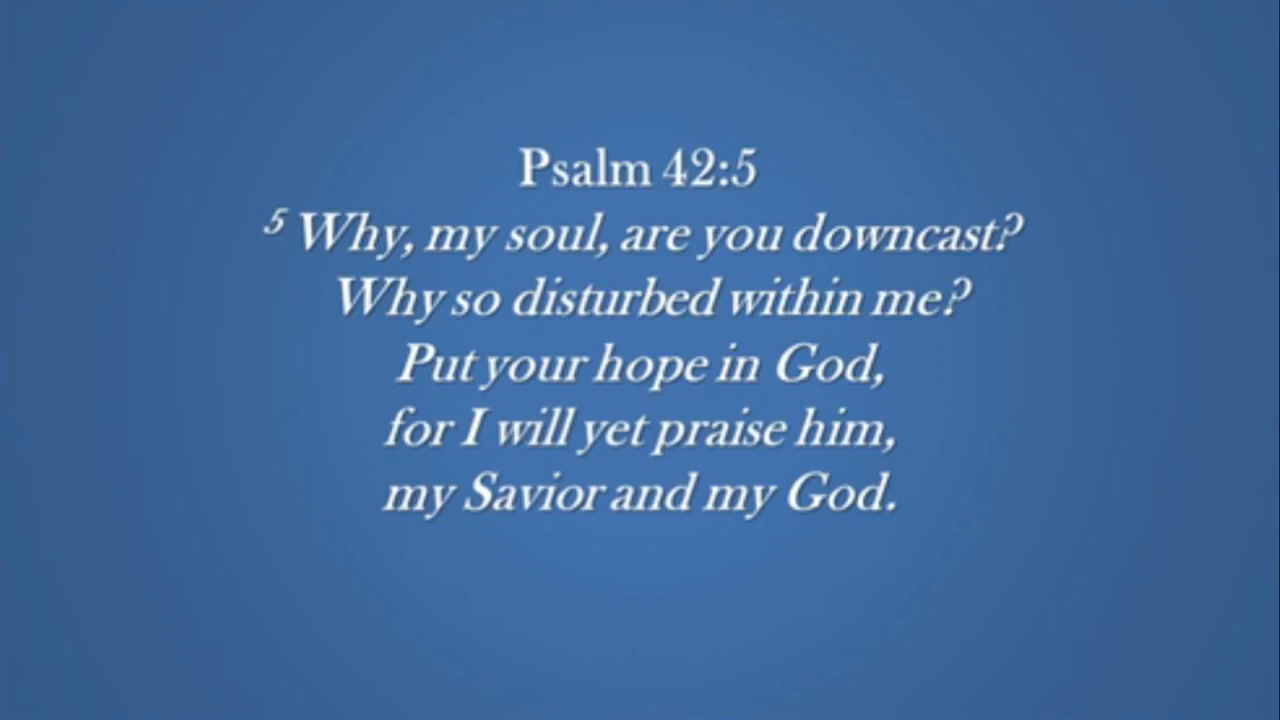 Psalm 42:5
⁵ Why, my soul, are you downcast?
Why so disturbed within me?
Put your hope in God,
for I will yet praise him,
my Savior and my God.